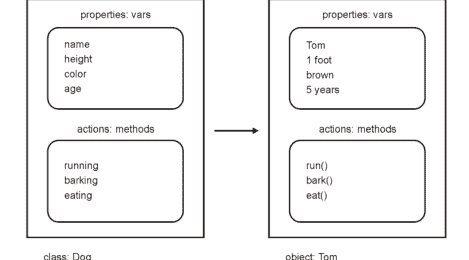 properties: vars
name
height
color
age
actions: methods
running
barking
eating
class: Dog
properties: vars
Tom
1 foot
brown
5 years
actions: methods
run()
bark()
eat()
object: Tom